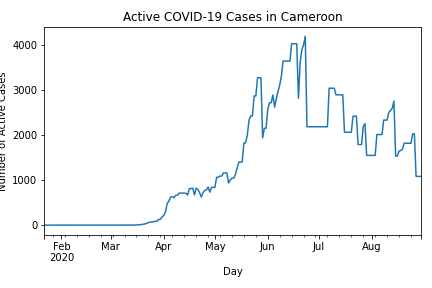 Active COVID-19 Cases in Cameroon
Number of Active Cases
4000
3000
2000
1000
0
Feb Mar Apr May Jun Jul Aug
2020
Day